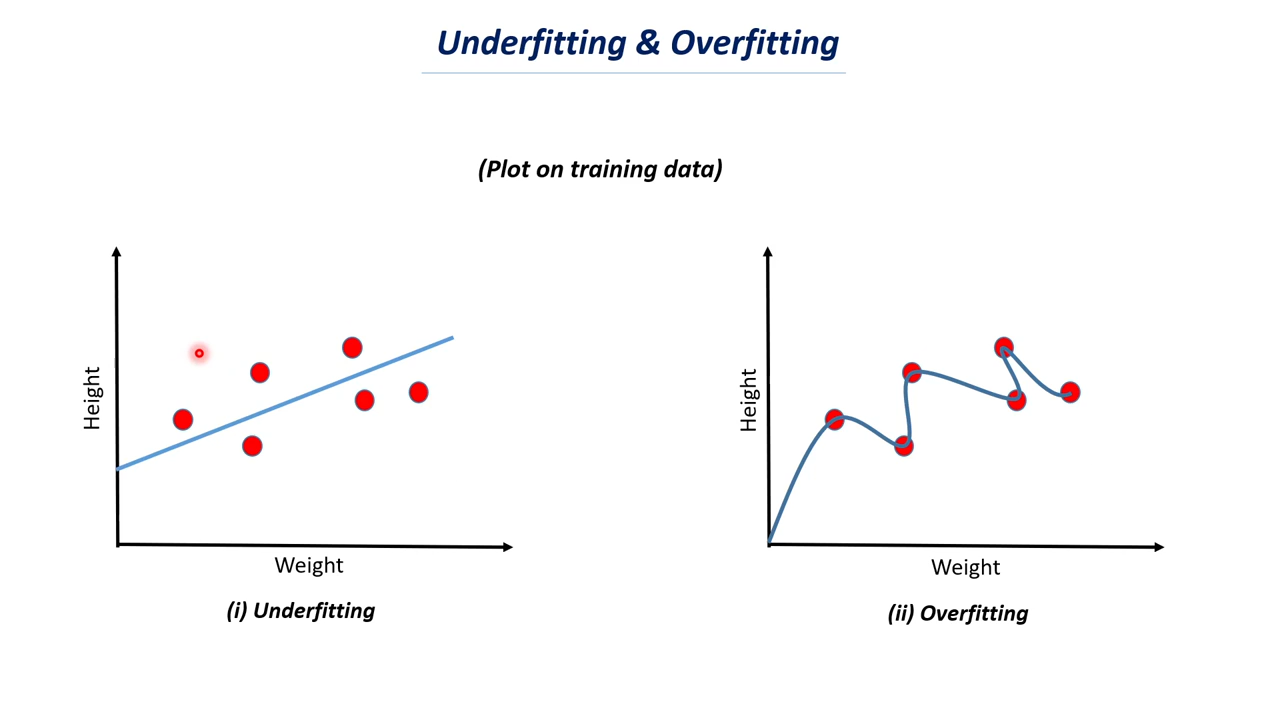 Underfitting & Overfitting
(Plot on training data)
Height
Weight
(i) Underfitting
Height
Weight
(ii) Overfitting